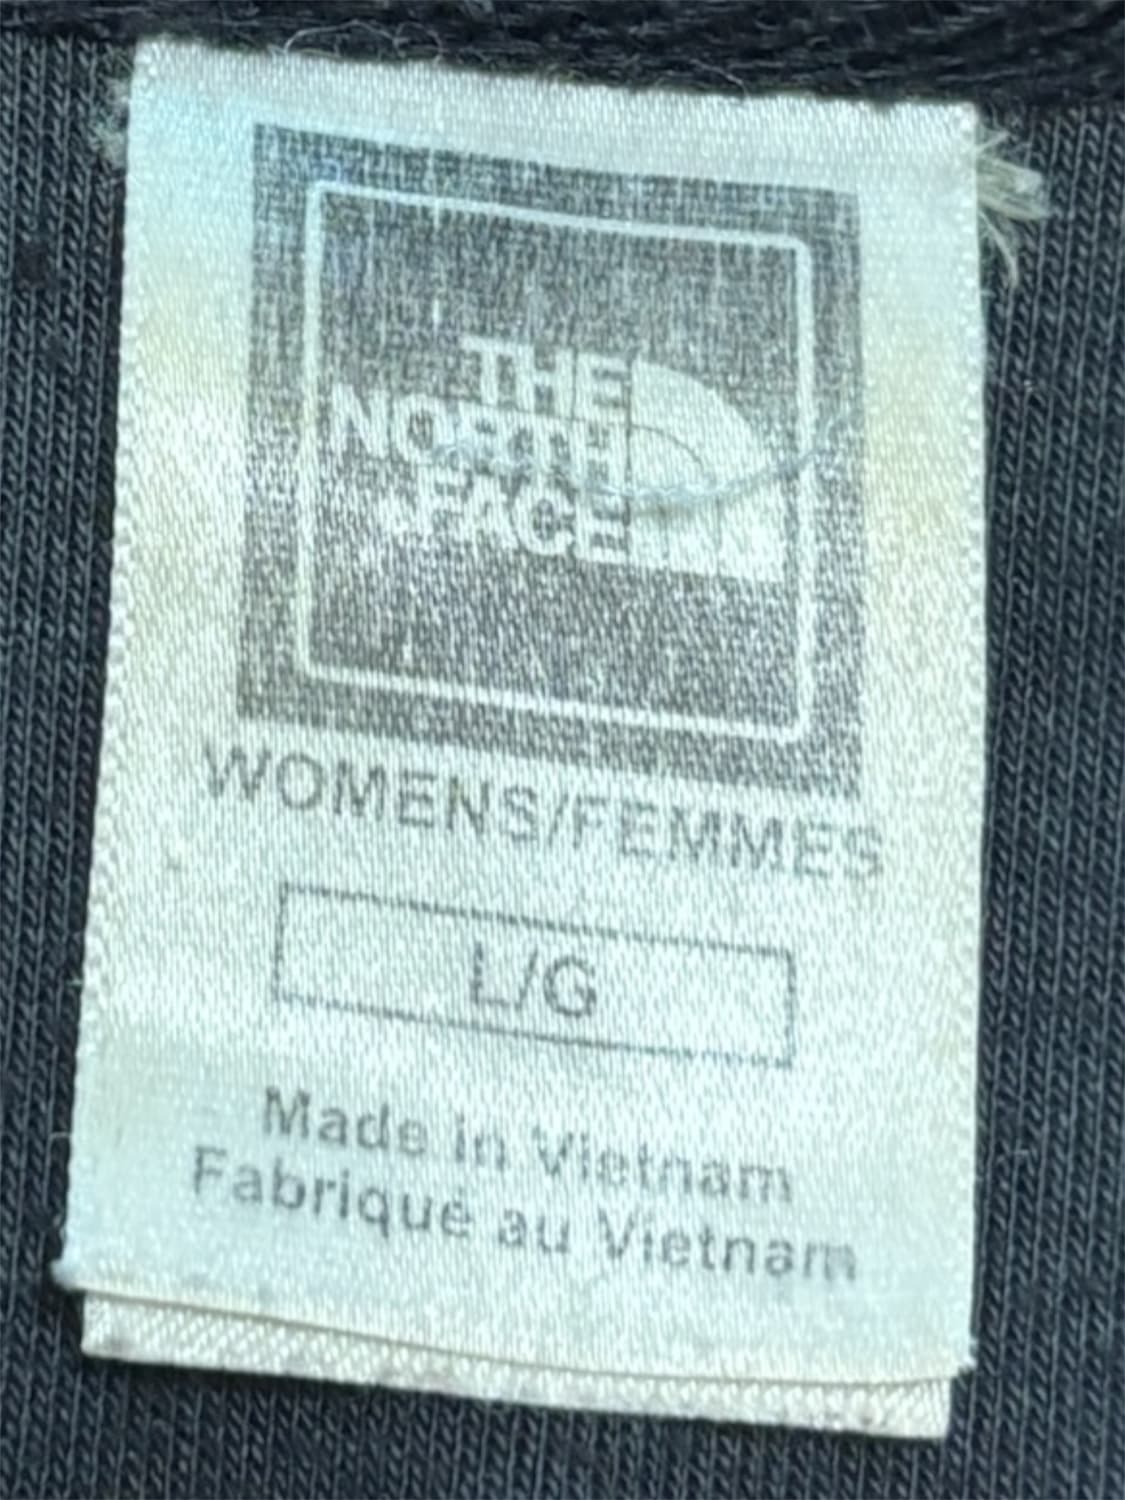 THE
NORTH
FACE
WOMENS/FEMMES
L/G
Made in Vietnam
Fabriqué au Vietnam